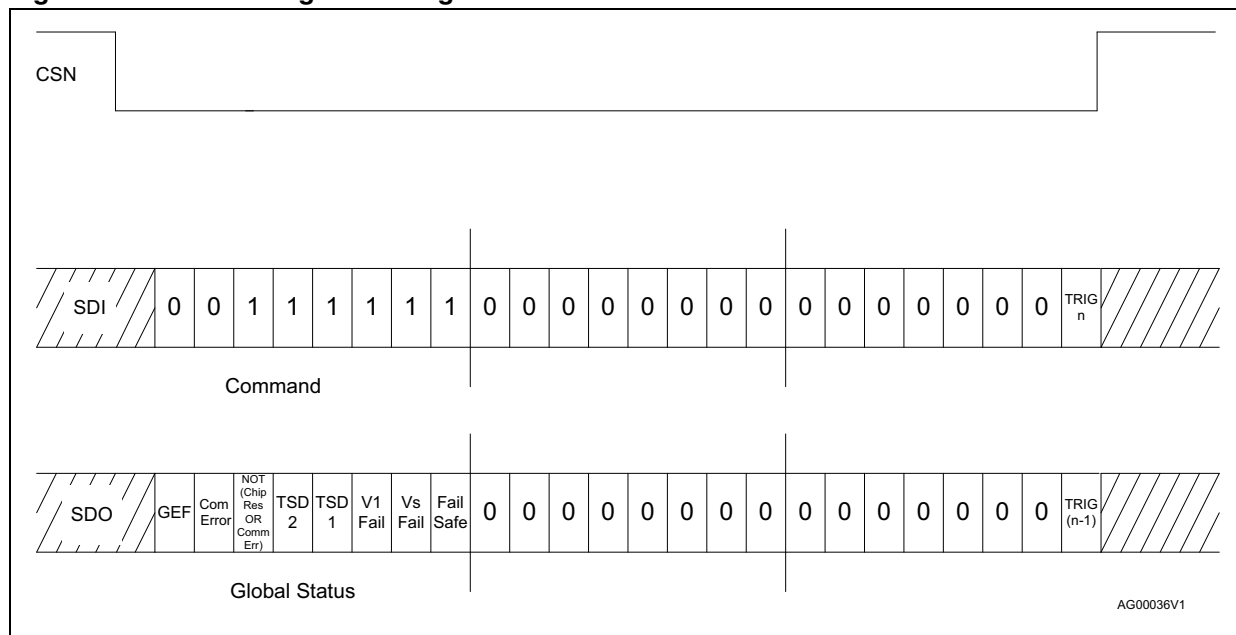 CSN
SDI 0 0 1 1 1 1 1 1 0 0 0 0 0 0 0 0 0 0 0 0 0 0 0 TRIG n
Command
SDO GEF Com Error NOT (Chip Res OR Comm Err) TSD 2 TSD 1 V1 Fail Vs Fail Fail Safe 0 0 0 0 0 0 0 0 0 0 0 0 0 0 0 TRIG (n-1)
Global Status
AG00036V1